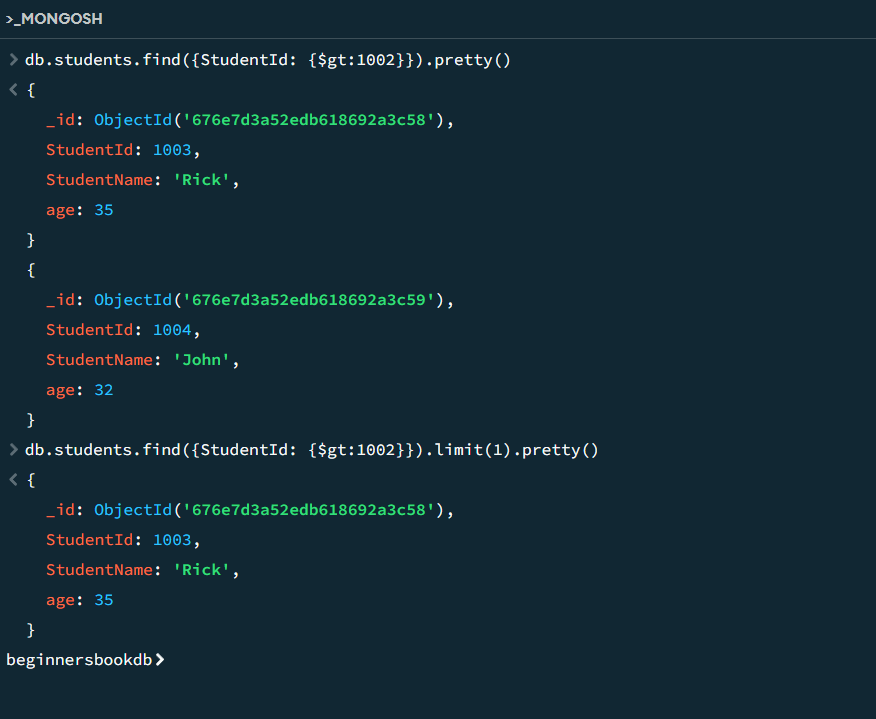 >_MONGOSH
> db.students.find({StudentId: {$gt:1002}}).pretty()
< {
_id: ObjectId('676e7d3a52edb618692a3c58'),
StudentId: 1003,
StudentName: 'Rick',
age: 35
}
{
_id: ObjectId('676e7d3a52edb618692a3c59'),
StudentId: 1004,
StudentName: 'John',
age: 32
}
> db.students.find({StudentId: {$gt:1002}}).limit(1).pretty()
< {
_id: ObjectId('676e7d3a52edb618692a3c58'),
StudentId: 1003,
StudentName: 'Rick',
age: 35
}
beginnersbookdb>